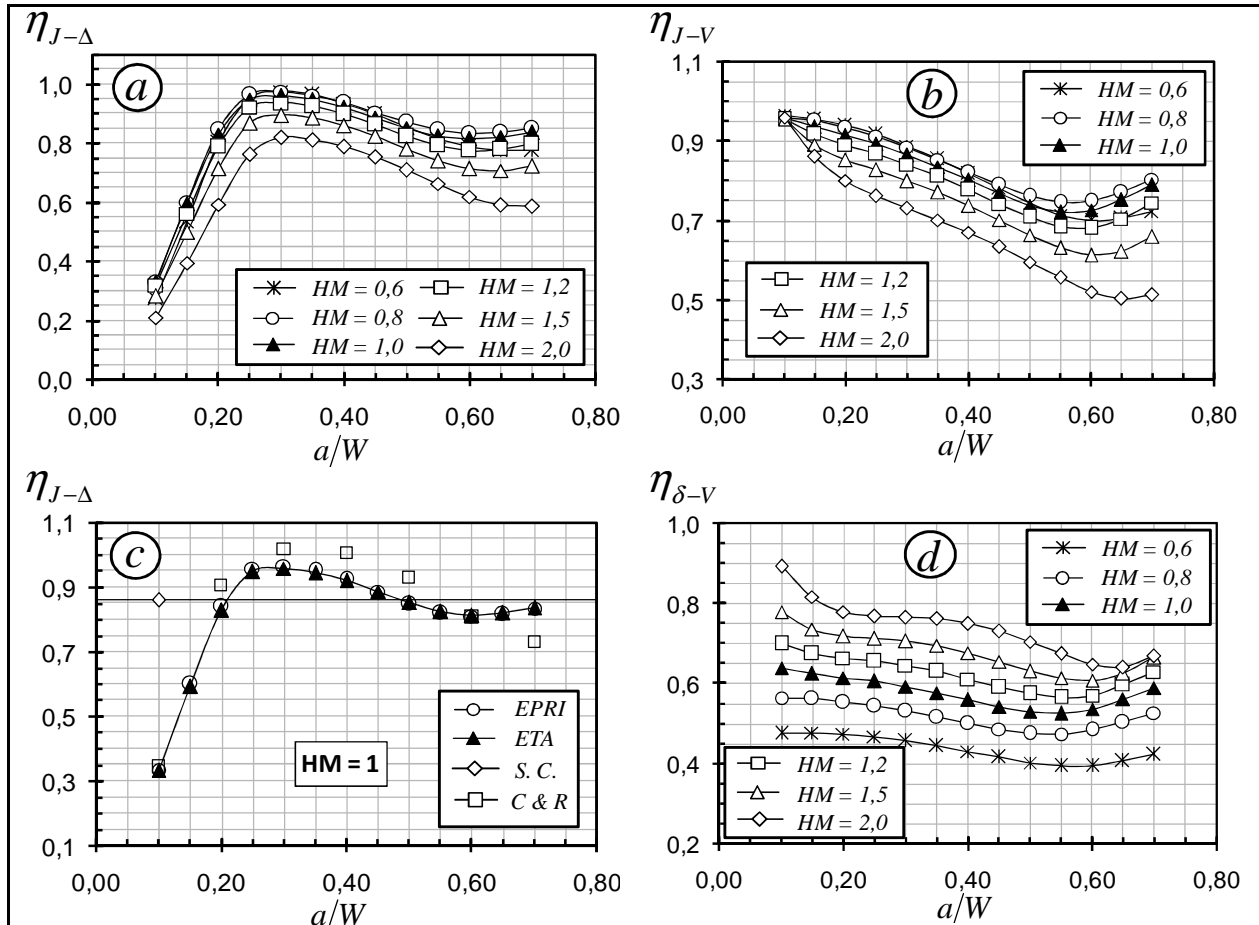 η_{J−Δ}
a
1,0
0,8
0,6
0,4
0,2
0,0
HM = 0,6
HM = 1,2
HM = 0,8
HM = 1,5
HM = 1,0
HM = 2,0
0,00 0,20 0,40 0,60 0,80
a/W
η_{J−V}
b
1,1
0,9
0,7
0,5
0,3
HM = 0,6
HM = 0,8
HM = 1,0
HM = 1,2
HM = 1,5
HM = 2,0
0,00 0,20 0,40 0,60 0,80
a/W
η_{J−Δ}
c
1,1
0,9
0,7
0,5
0,3
0,1
HM = 1
EPRI
ETA
S. C.
C & R
0,00 0,20 0,40 0,60 0,80
a/W
η_{δ−V}
d
1,0
0,8
0,6
0,4
0,2
HM = 0,6
HM = 0,8
HM = 1,0
HM = 1,2
HM = 1,5
HM = 2,0
0,00 0,20 0,40 0,60 0,80
a/W